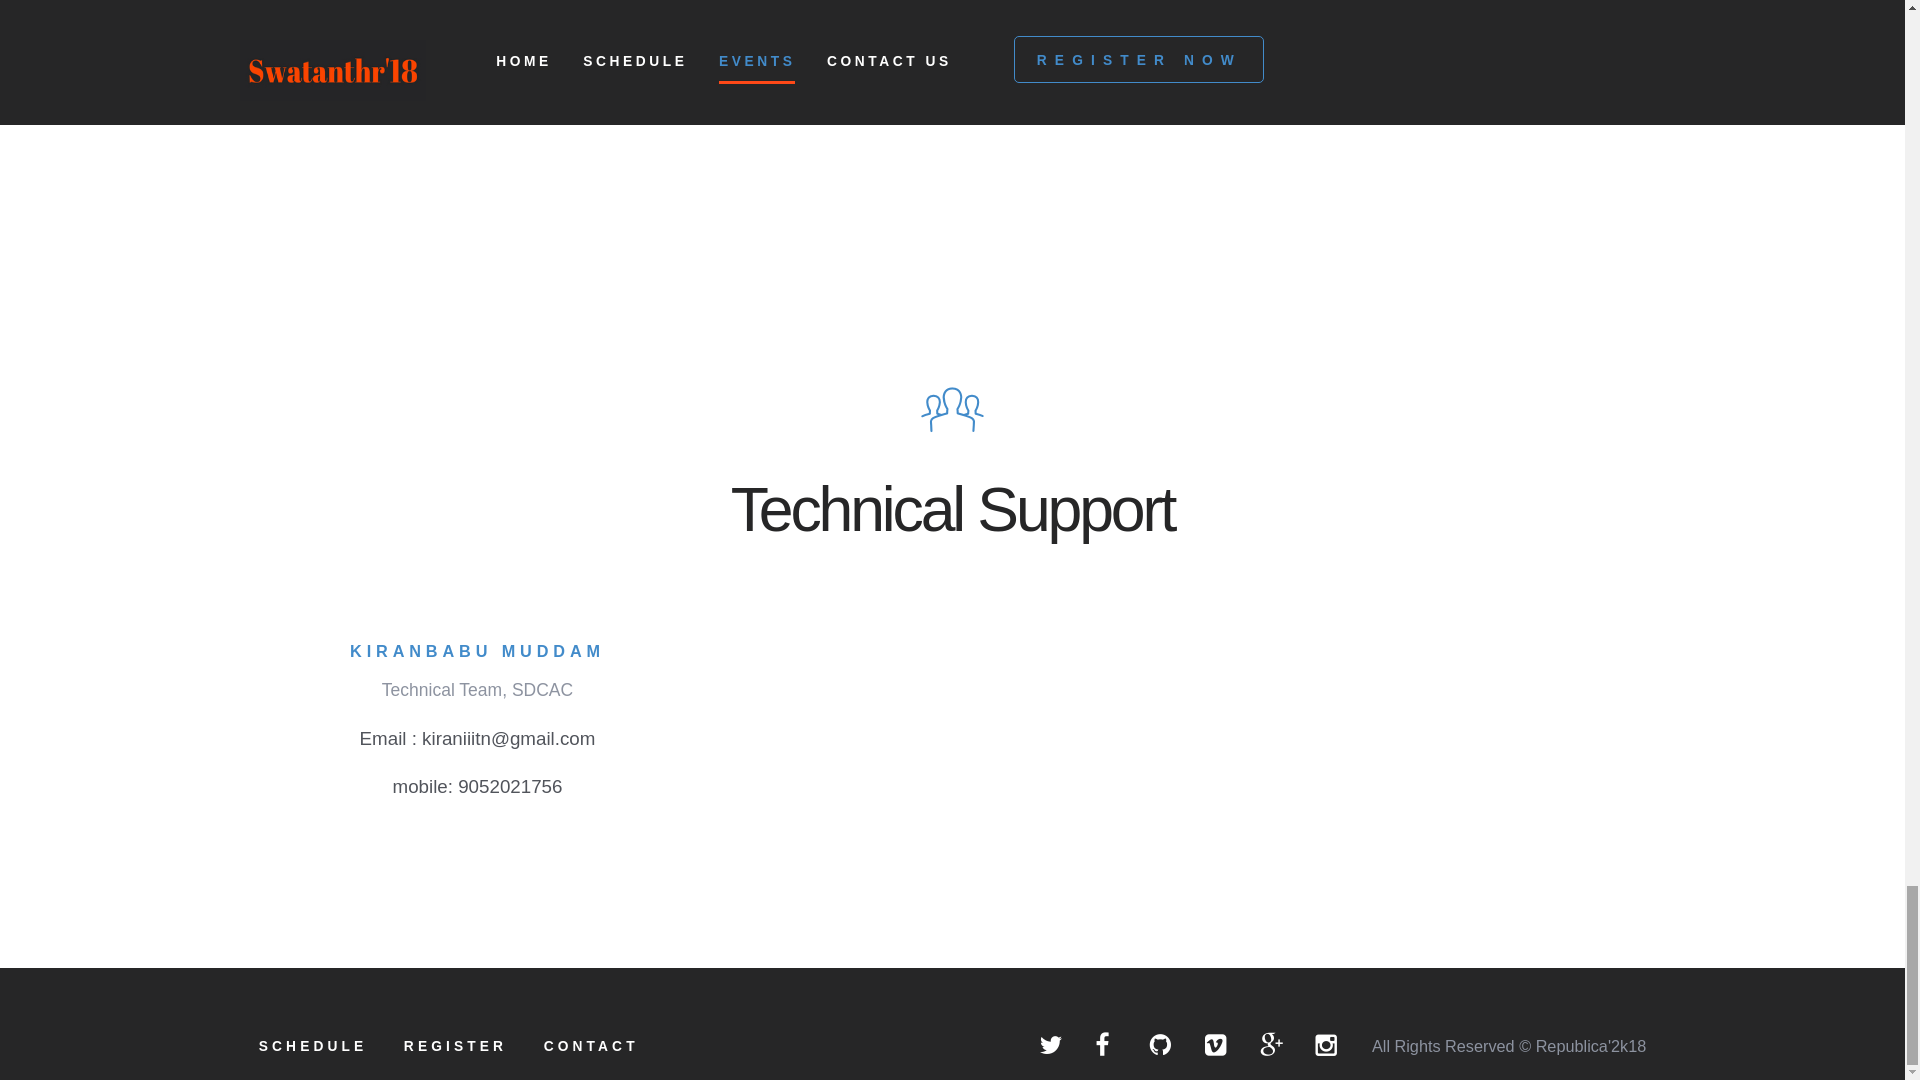 Swatanthr'18
HOME SCHEDULE EVENTS CONTACT US REGISTER NOW
Technical Support
KIRANBABU MUDDAM
Technical Team, SDCAC
Email : kiraniiitn@gmail.com
mobile: 9052021756
SCHEDULE REGISTER CONTACT
All Rights Reserved © Republica'2k18